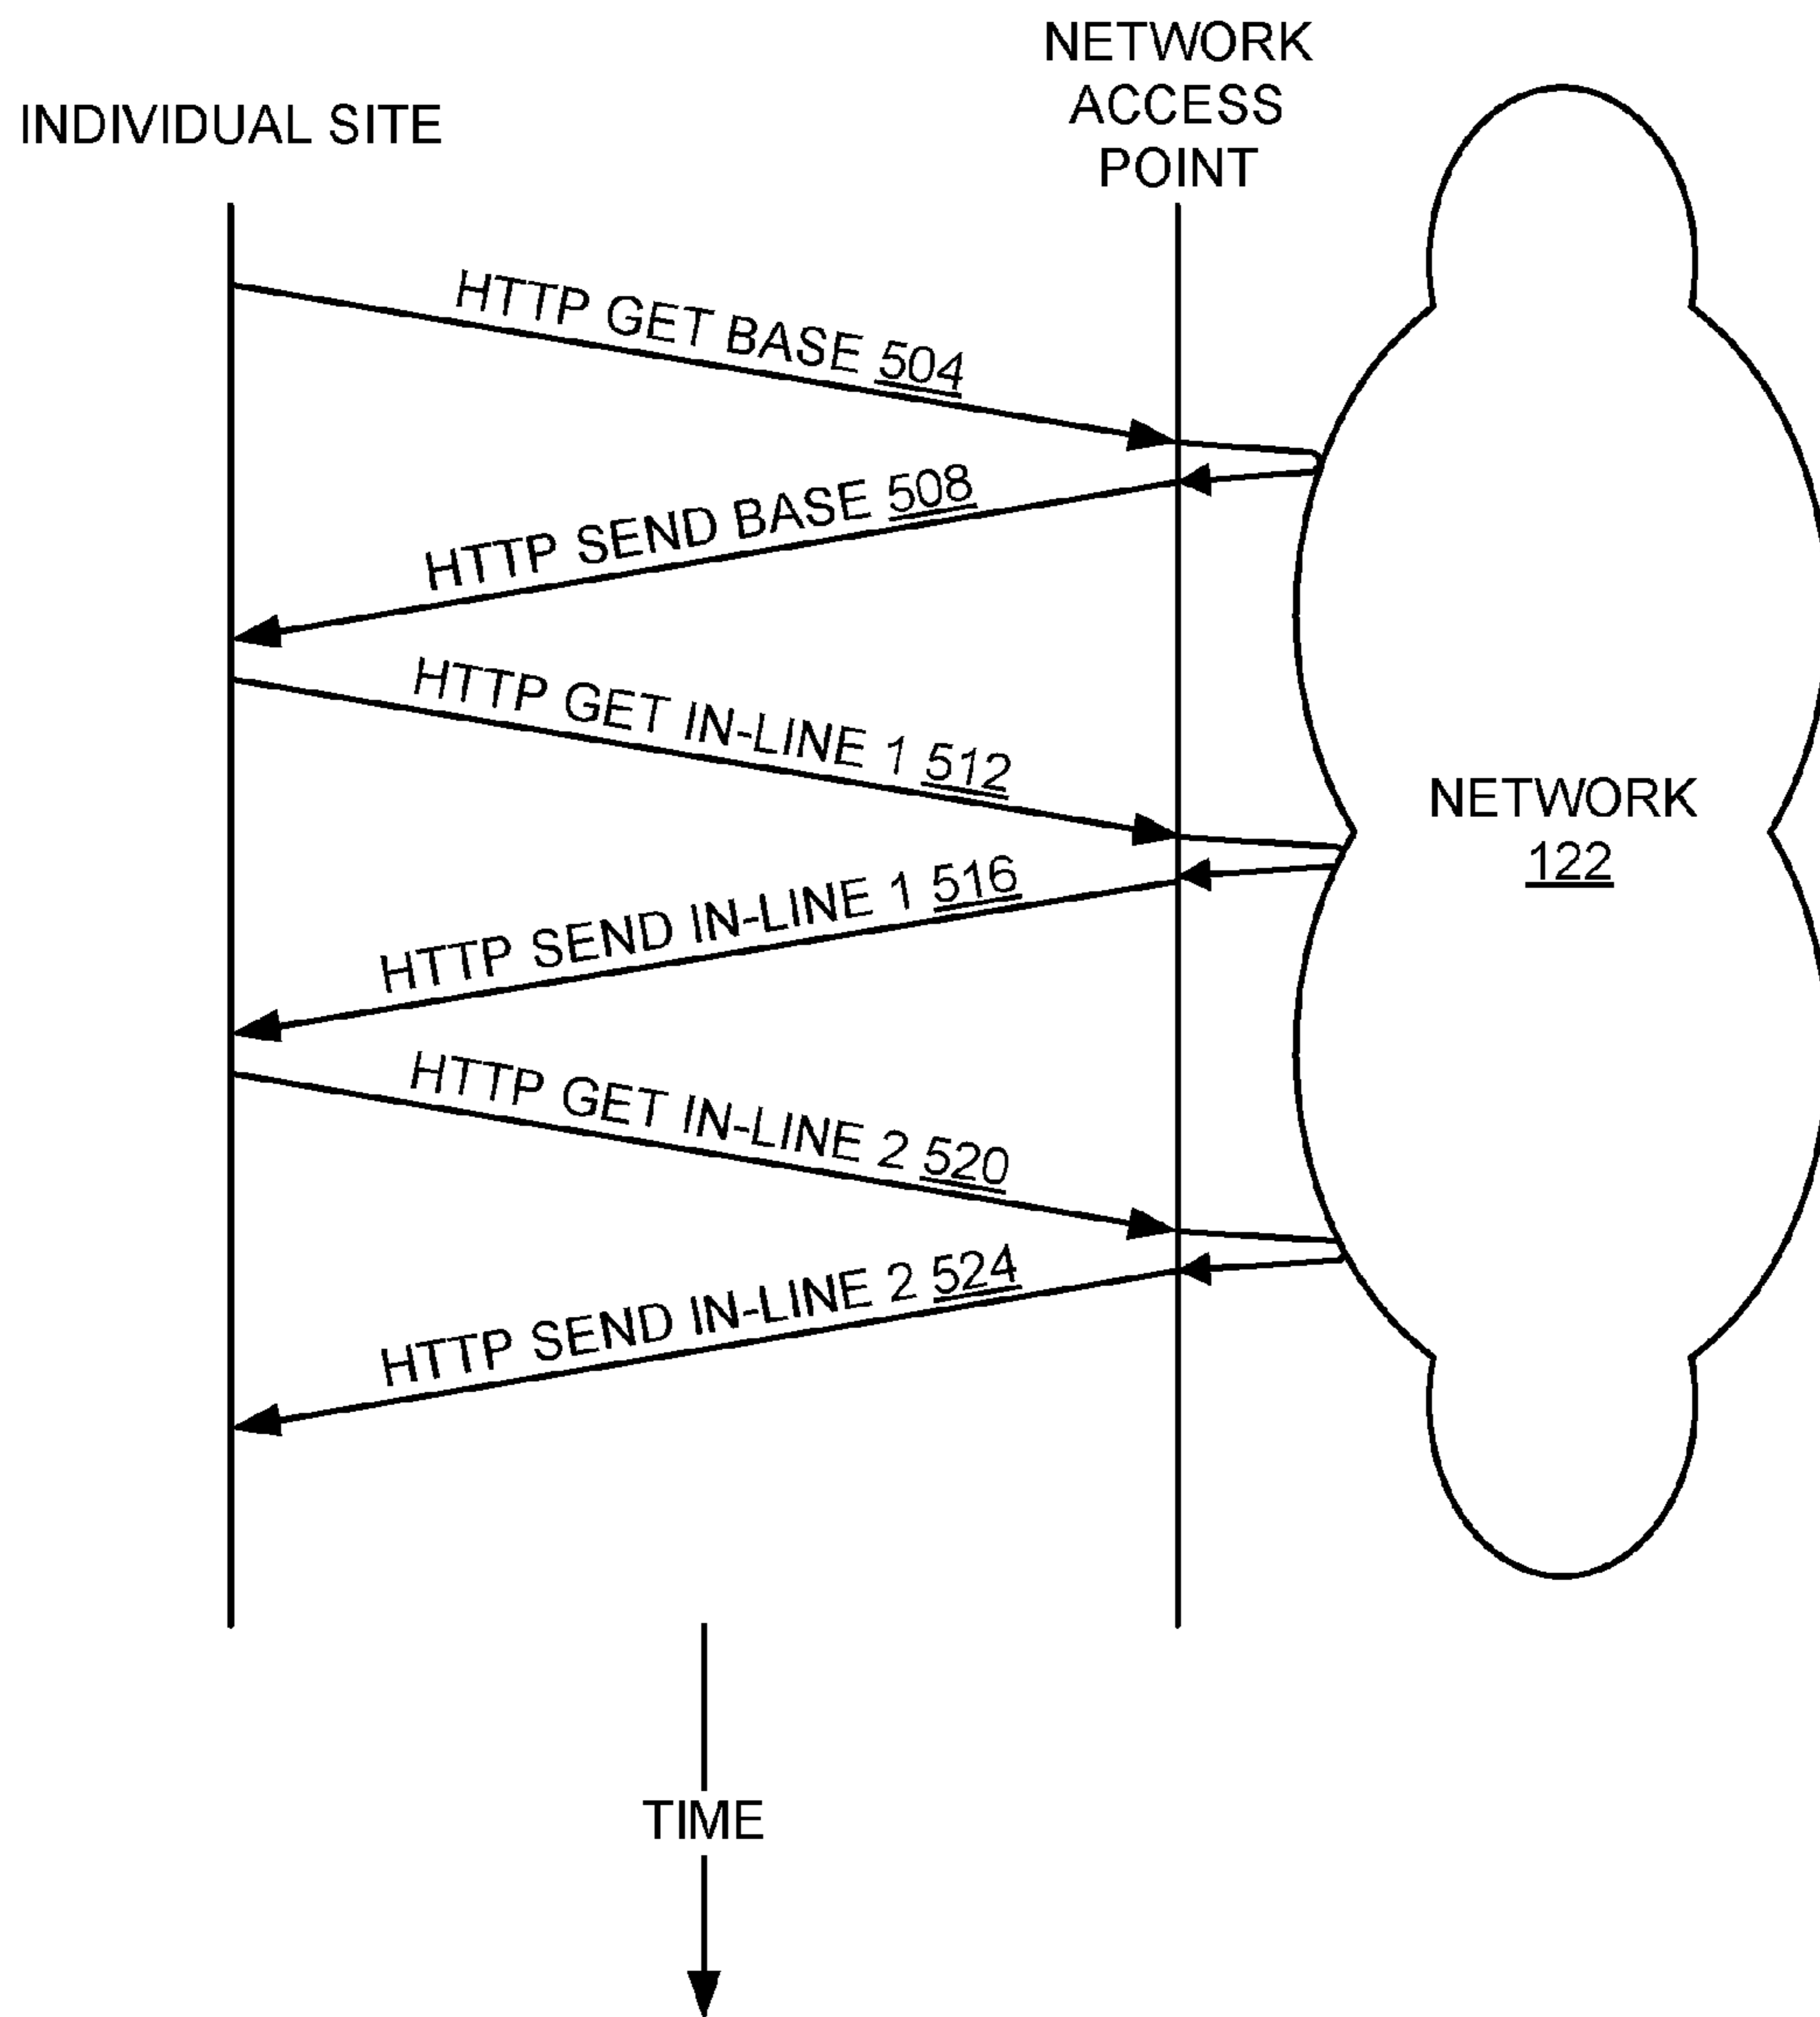 NETWORK
ACCESS
POINT
INDIVIDUAL SITE
HTTP GET BASE 504
HTTP SEND BASE 508
HTTP GET IN-LINE 1 512
NETWORK
122
HTTP SEND IN-LINE 1 516
HTTP GET IN-LINE 2 520
HTTP SEND IN-LINE 2 524
TIME